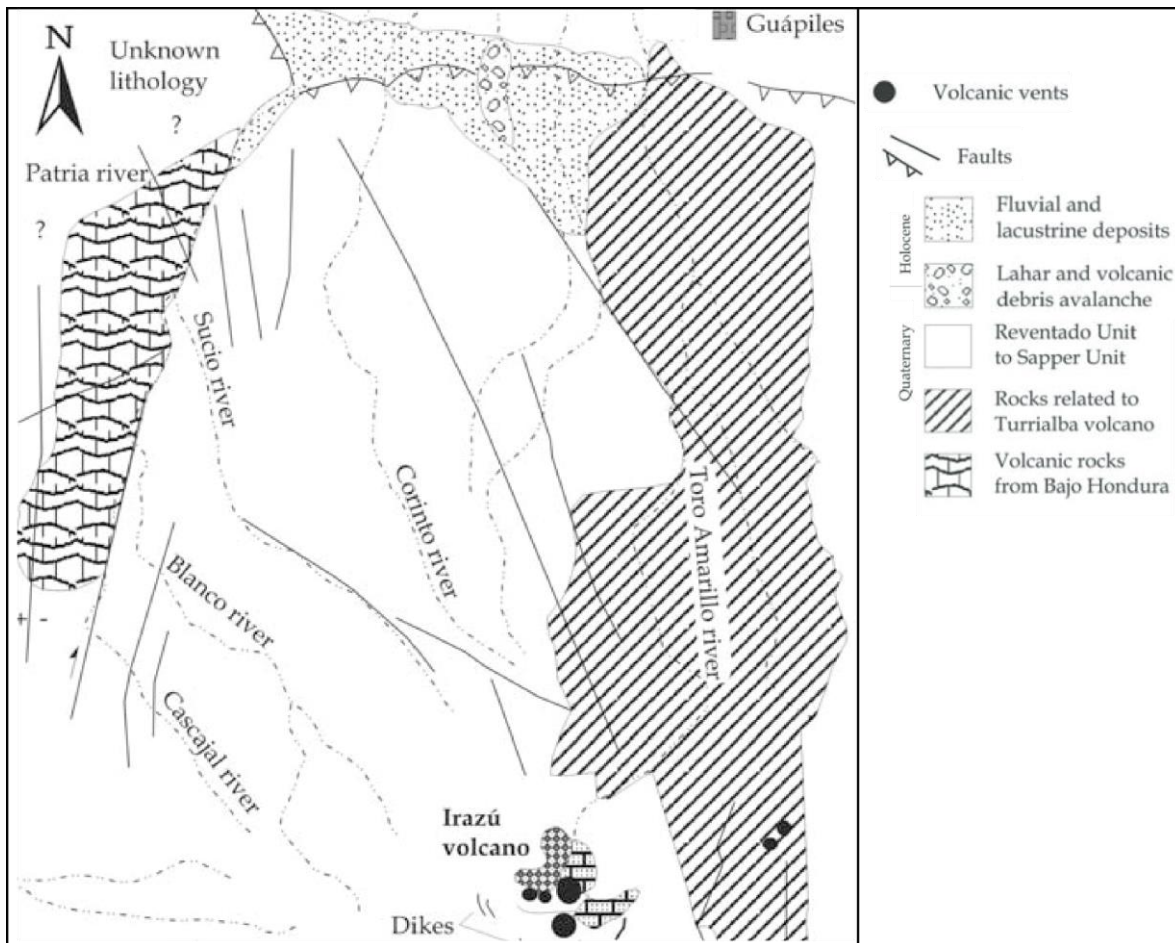 N
Unknown
lithology
?
Patria river
?
Guápiles
Sucio river
Corinto river
Toro Amarillo river
Blanco river
+ -
Cascajal river
Irazú
volcano
Dikes
Volcanic vents
Faults
Holocene
Fluvial and
lacustrine deposits
Lahar and volcanic
debris avalanche
Quaternary
Reventado Unit
to Sapper Unit
Rocks related to
Turrialba volcano
Volcanic rocks
from Bajo Hondura